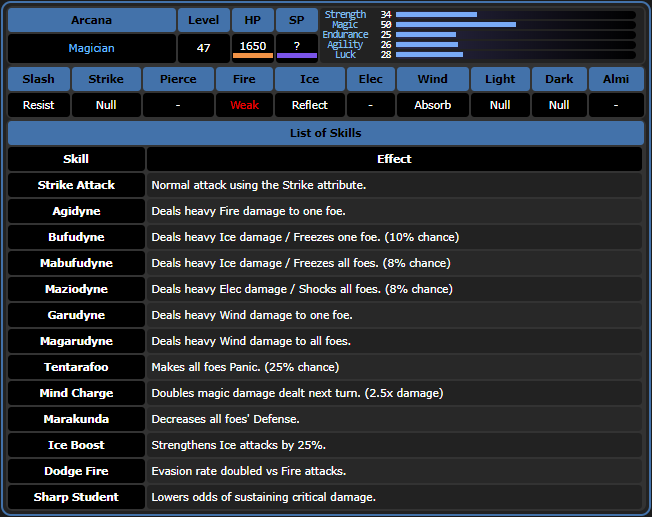 Arcana Level HP SP
Magician 47 1650 ?
Strength 34
Magic 50
Endurance 25
Agility 26
Luck 28
Slash Strike Pierce Fire Ice Elec Wind Light Dark Almi
Resist Null - Weak Reflect - Absorb Null Null -
List of Skills
Skill Effect
Strike Attack Normal attack using the Strike attribute.
Agidyne Deals heavy Fire damage to one foe.
Bufudyne Deals heavy Ice damage / Freezes one foe. (10% chance)
Mabufudyne Deals heavy Ice damage / Freezes all foes. (8% chance)
Maziodyne Deals heavy Elec damage / Shocks all foes. (8% chance)
Garudyne Deals heavy Wind damage to one foe.
Magarudyne Deals heavy Wind damage to all foes.
Tentarafoo Makes all foes Panic. (25% chance)
Mind Charge Doubles magic damage dealt next turn. (2.5x damage)
Marakunda Decreases all foes' Defense.
Ice Boost Strengthens Ice attacks by 25%.
Dodge Fire Evasion rate doubled vs Fire attacks.
Sharp Student Lowers odds of sustaining critical damage.